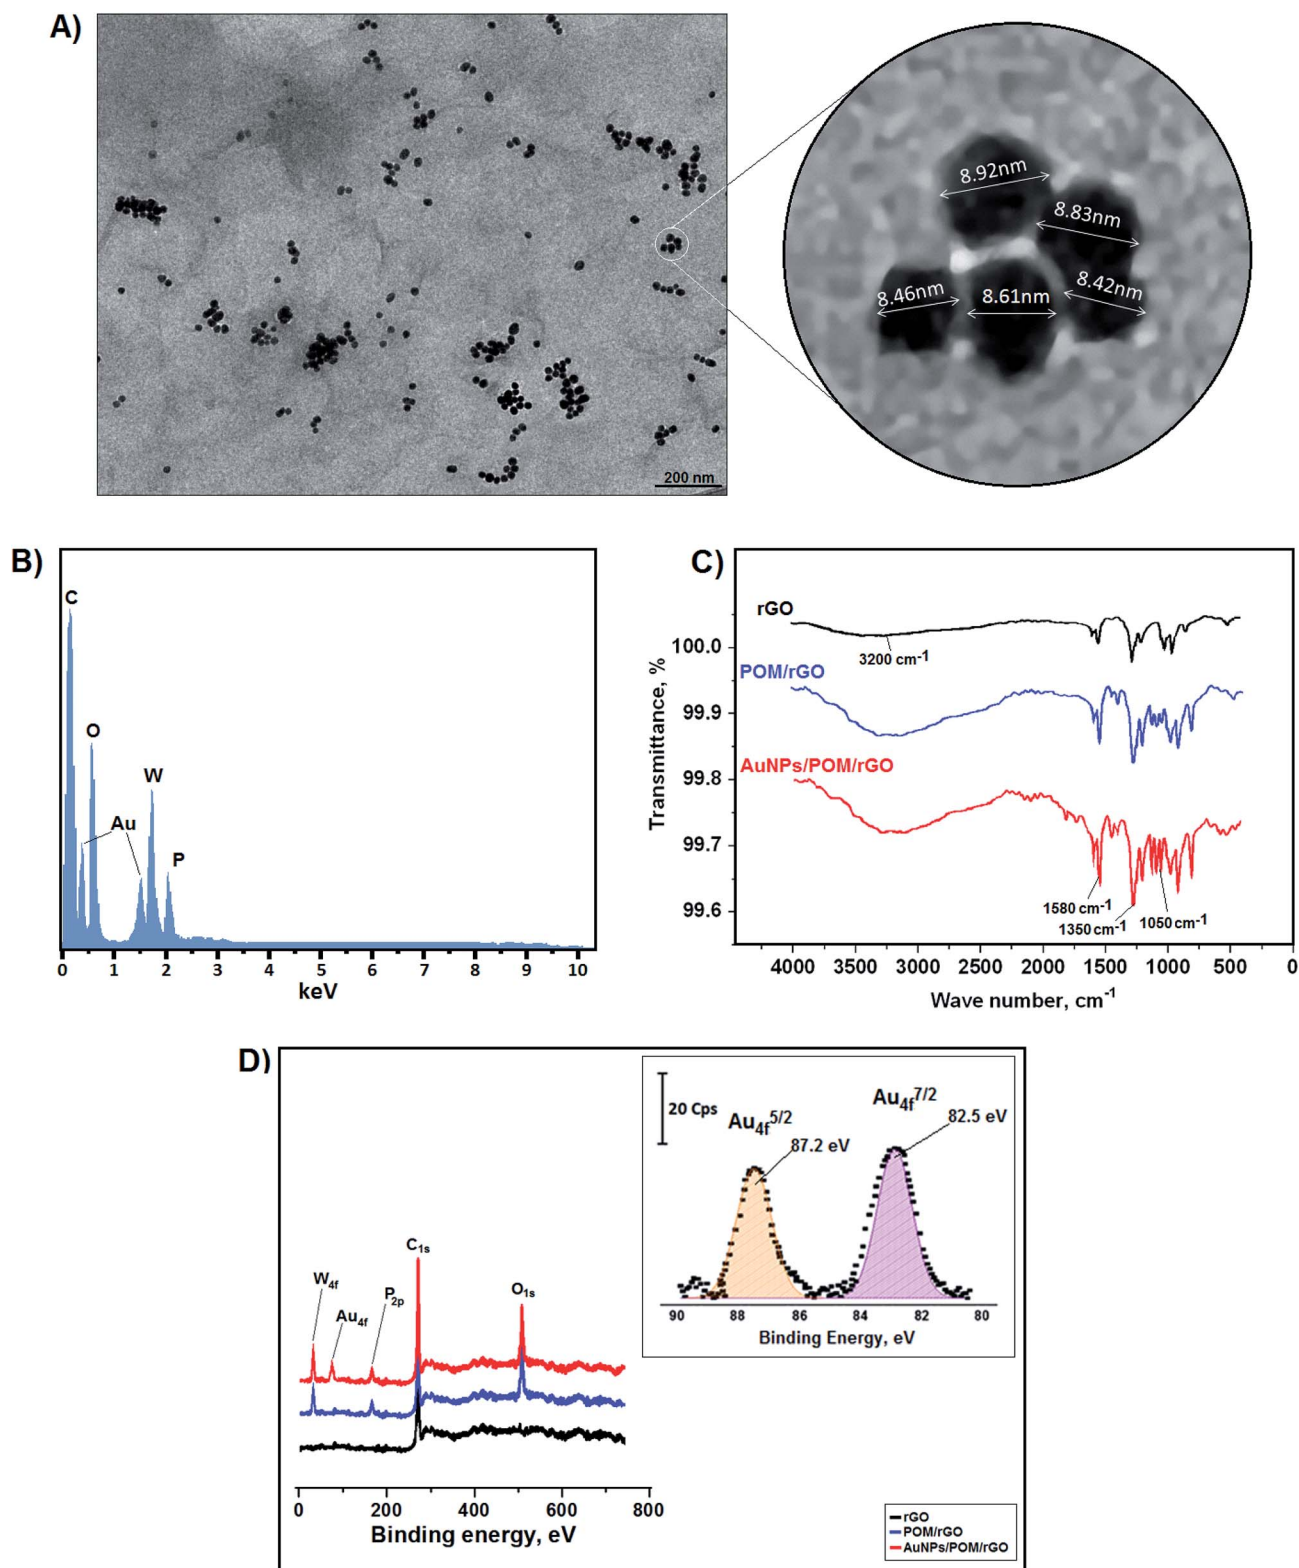 A)
8.92nm
8.83nm
8.46nm
8.61nm
8.42nm
200 nm
B)
C
O
W
Au
P
0 1 2 3 4 5 6 7 8 9 10
keV
C)
rGO
3200 cm-1
POM/rGO
AuNPs/POM/rGO
100.0
99.9
99.8
99.7
99.6
Transmittance, %
1580 cm-1
1350 cm-1
1050 cm-1
4000 3500 3000 2500 2000 1500 1000 500 0
Wave number, cm-1
D)
20 Cps
Au4f5/2
87.2 eV
Au4f7/2
82.5 eV
90 88 86 84 82 80
Binding Energy, eV
W4f
Au4f
P2p
C1s
O1s
0 200 400 600 800
Binding energy, eV
rGO
POM/rGO
AuNPs/POM/rGO